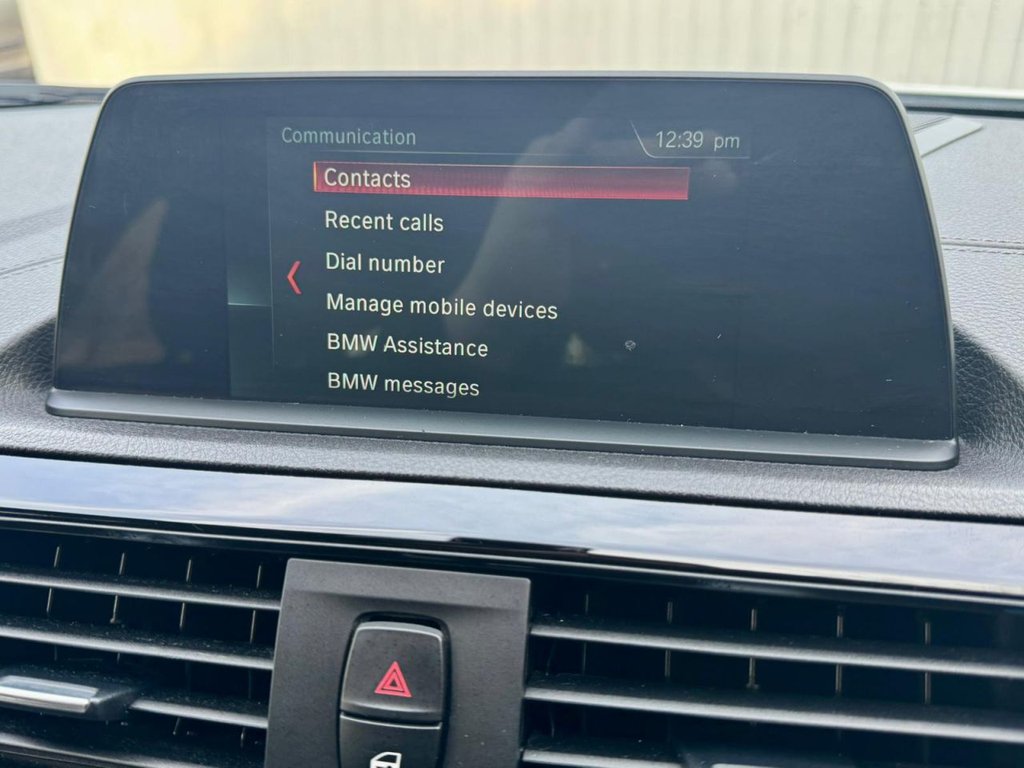 Communication
12:39 pm
Contacts
Recent calls
Dial number
Manage mobile devices
BMW Assistance
BMW messages